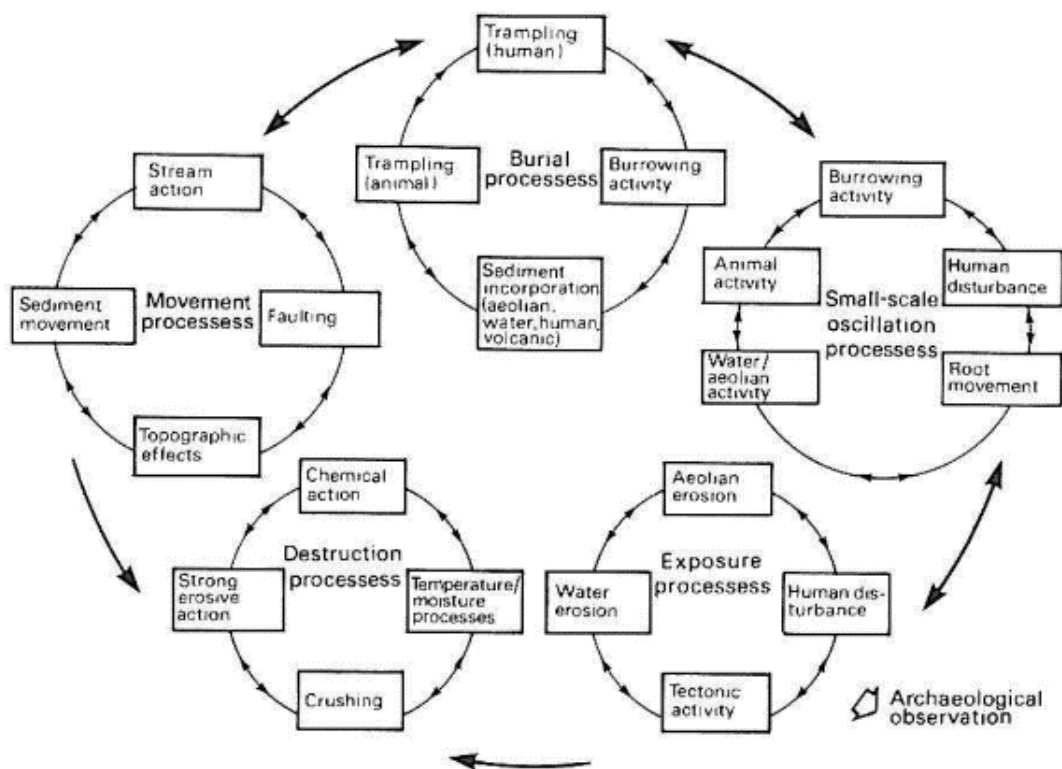 Trampling
(human)
Trampling
(animal)
Burial
processess
Burrowing
activity
Sediment
incorporation
(aeolian,
water, human,
volcanic)
Stream
action
Sediment
movement
Movement
processess
Faulting
Topographic
effects
Burrowing
activity
Animal
activity
Human
disturbance
Small-scale
oscillation
processess
Water/
aeolian activity
Root
movement
Chemical
action
Destruction
processess
Strong
erosive
action
Temperature/
moisture
processes
Crushing
Aeolian
erosion
Exposure
processess
Water
erosion
Human dis-
turbance
Tectonic
activity
Archaeological
observation